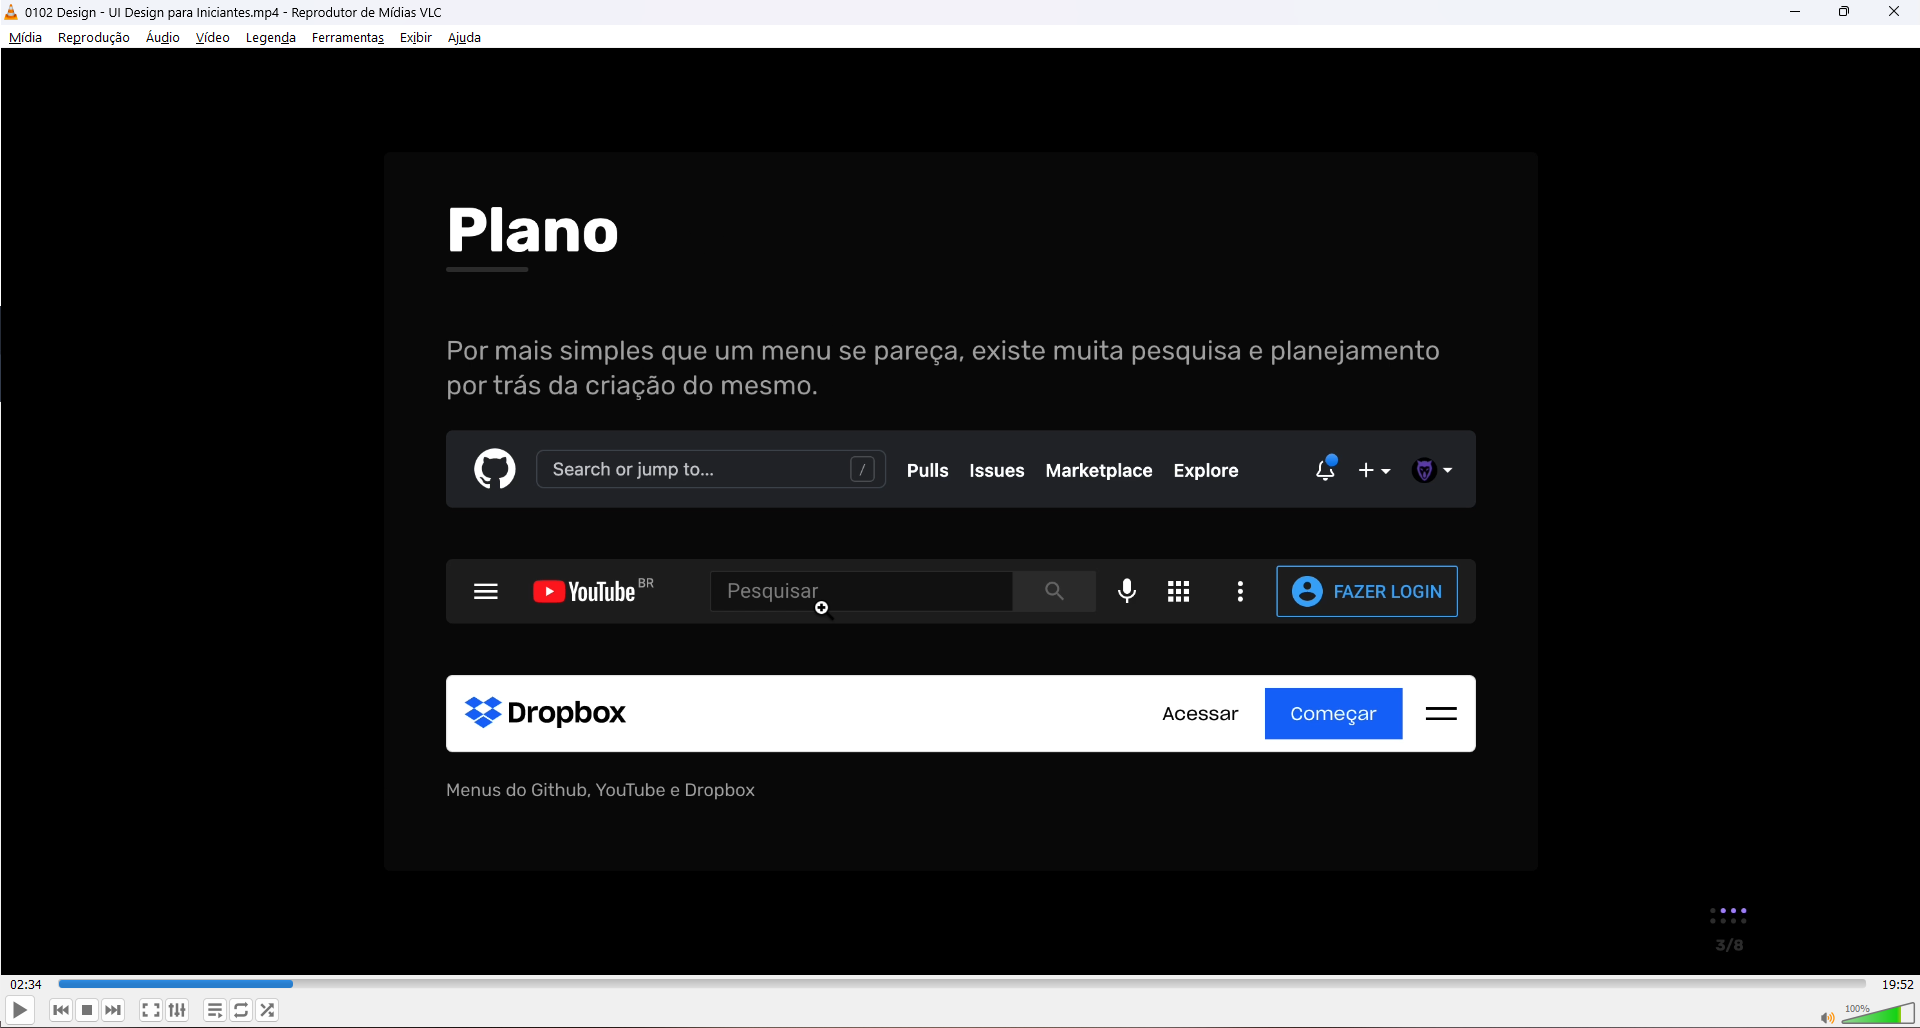 0102 Design - UI Design para Iniciantes.mp4 - Reprodutor de Mídias VLC
Mídia Reprodução Áudio Vídeo Legenda Ferramentas Exibir Ajuda
Plano
Por mais simples que um menu se pareça, existe muita pesquisa e planejamento
por trás da criação do mesmo.
Search or jump to... / Pulls Issues Marketplace Explore
YouTube BR Pesquisar FAZER LOGIN
Dropbox Acessar Começar
Menus do Github, YouTube e Dropbox
3/8
02:34 19:52
100%